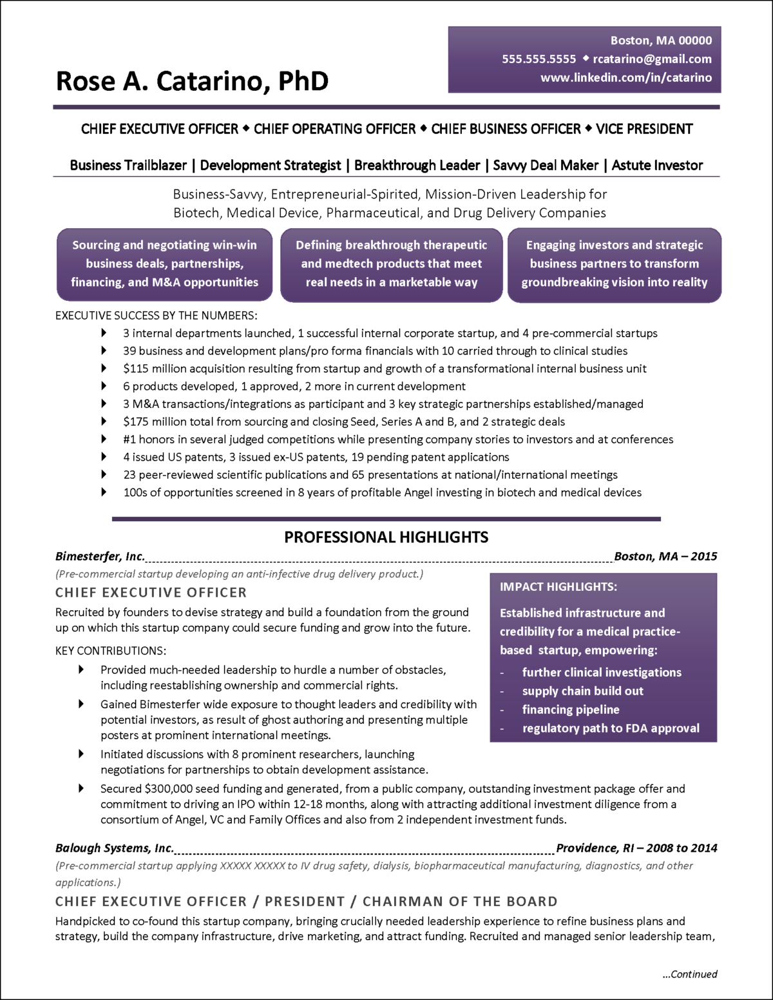 Boston, MA 00000
555.555.5555 ◆ rcatarino@gmail.com
www.linkedin.com/in/catarino
Rose A. Catarino, PhD
CHIEF EXECUTIVE OFFICER ◆ CHIEF OPERATING OFFICER ◆ CHIEF BUSINESS OFFICER ◆ VICE PRESIDENT
Business Trailblazer | Development Strategist | Breakthrough Leader | Savvy Deal Maker | Astute Investor
Business-Savvy, Entrepreneurial-Spirited, Mission-Driven Leadership for
Biotech, Medical Device, Pharmaceutical, and Drug Delivery Companies
Sourcing and negotiating win-win
business deals, partnerships,
financing, and M&A opportunities
Defining breakthrough therapeutic
and medtech products that meet
real needs in a marketable way
Engaging investors and strategic
business partners to transform
groundbreaking vision into reality
EXECUTIVE SUCCESS BY THE NUMBERS:
3 internal departments launched, 1 successful internal corporate startup, and 4 pre-commercial startups
39 business and development plans/pro forma financials with 10 carried through to clinical studies
$115 million acquisition resulting from startup and growth of a transformational internal business unit
6 products developed, 1 approved, 2 more in current development
3 M&A transactions/integrations as participant and 3 key strategic partnerships established/managed
$175 million total from sourcing and closing Seed, Series A and B, and 2 strategic deals
#1 honors in several judged competitions while presenting company stories to investors and at conferences
4 issued US patents, 3 issued ex-US patents, 19 pending patent applications
23 peer-reviewed scientific publications and 65 presentations at national/international meetings
100s of opportunities screened in 8 years of profitable Angel investing in biotech and medical devices
PROFESSIONAL HIGHLIGHTS
Bimesterfer, Inc. Boston, MA – 2015
(Pre-commercial startup developing an anti-infective drug delivery product.)
CHIEF EXECUTIVE OFFICER
Recruited by founders to devise strategy and build a foundation from the ground
up on which this startup company could secure funding and grow into the future.
KEY CONTRIBUTIONS:
Provided much-needed leadership to hurdle a number of obstacles,
including reestablishing ownership and commercial rights.
Gained Bimesterfer wide exposure to thought leaders and credibility with
potential investors, as result of ghost authoring and presenting multiple
posters at prominent international meetings.
Initiated discussions with 8 prominent researchers, launching
negotiations for partnerships to obtain development assistance.
Secured $300,000 seed funding and generated, from a public company, outstanding investment package offer and
commitment to driving an IPO within 12-18 months, along with attracting additional investment diligence from a
consortium of Angel, VC and Family Offices and also from 2 independent investment funds.
IMPACT HIGHLIGHTS:
Established infrastructure and
credibility for a medical practice-
based startup, empowering:
- further clinical investigations
- supply chain build out
- financing pipeline
- regulatory path to FDA approval
Balough Systems, Inc. Providence, RI – 2008 to 2014
(Pre-commercial startup applying XXXXX XXXXX to IV drug safety, dialysis, biopharmaceutical manufacturing, diagnostics, and other
applications.)
CHIEF EXECUTIVE OFFICER / PRESIDENT / CHAIRMAN OF THE BOARD
Handpicked to co-found this startup company, bringing crucially needed leadership experience to refine business plans and
strategy, build the company infrastructure, drive marketing, and attract funding. Recruited and managed senior leadership team,
...Continued